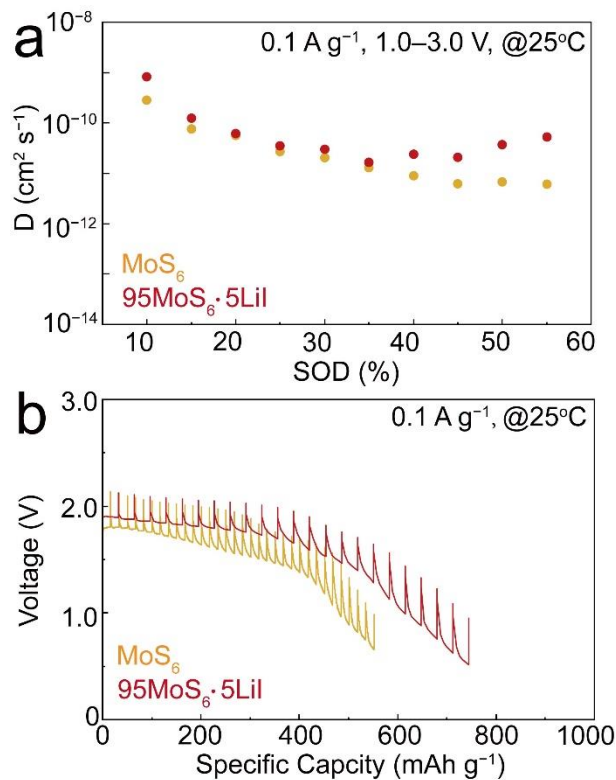 a
0.1 A g⁻¹, 1.0–3.0 V, @25°C
10⁻⁸
10⁻¹⁰
10⁻¹²
10⁻¹⁴
D (cm² s⁻¹)
MoS₆
95MoS₆·5LiI
10 20 30 40 50 60
SOD (%)
b
0.1 A g⁻¹, @25°C
3.0
2.0
1.0
0
Voltage (V)
MoS₆
95MoS₆·5LiI
0 200 400 600 800 1000
Specific Capcity (mAh g⁻¹)